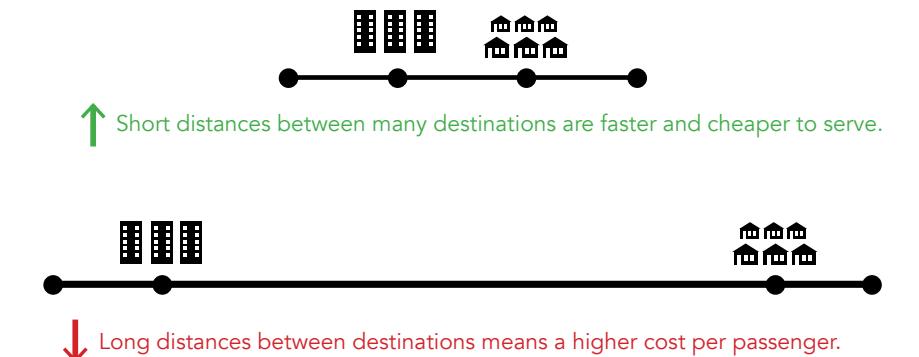 Short distances between many destinations are faster and cheaper to serve.
Long distances between destinations means a higher cost per passenger.